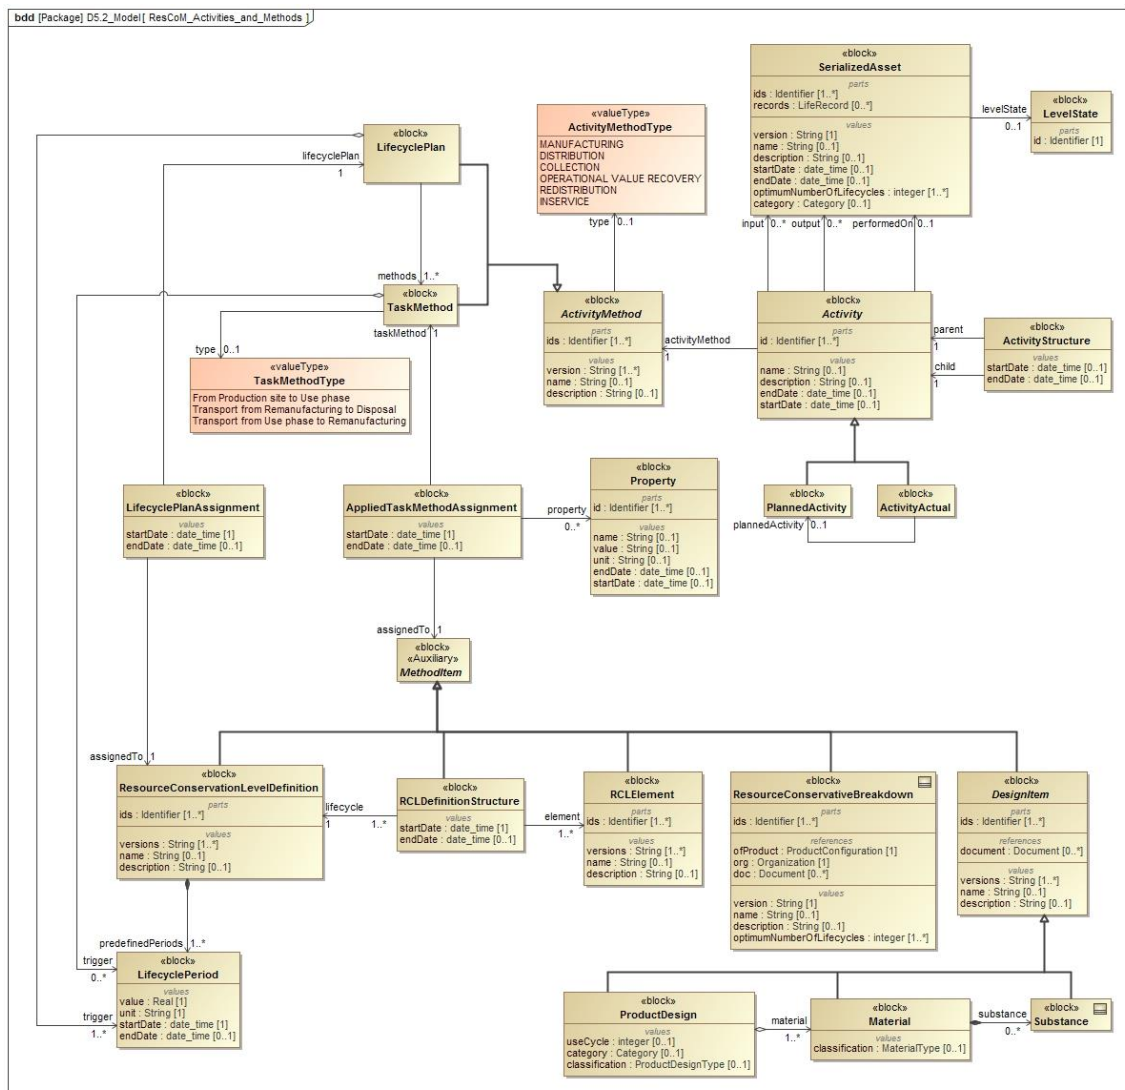 bdd [Package] D5.2_Model[ ResCoM_Activities_and_Methods ]
«block»
SerializedAsset
parts
ids : Identifier [1..*]
records : LifeRecord [0..*]
values
version : String [1]
name : String [0..1]
description : String [0..1]
startDate : date_time [0..1]
endDate : date_time [0..1]
optimumNumberOfLifecycles : integer [1..*]
category : Category [0..1]
levelState
0..1
«block»
LevelState
parts
id : Identifier [1]
«valueType»
ActivityMethodType
MANUFACTURING
DISTRIBUTION
COLLECTION
OPERATIONAL VALUE RECOVERY
REDISTRIBUTION
INSERVICE
«block»
LifecyclePlan
lifecyclePlan
1
type 0..1
input 0..*
output 0..*
performedOn 0..1
methods 1..*
«block»
TaskMethod
taskMethod 1
type 0..1
«valueType»
TaskMethodType
From Production site to Use phase
Transport from Remanufacturing to Disposal
Transport from Use phase to Remanufacturing
«block»
ActivityMethod
parts
ids : Identifier [1..*]
values
version : String [1..*]
name : String [0..1]
description : String [0..1]
activityMethod
1
«block»
Activity
parts
id : Identifier [1..*]
values
name : String [0..1]
description : String [0..1]
endDate : date_time [0..1]
startDate : date_time [0..1]
parent
1
child
1
«block»
ActivityStructure
values
startDate : date_time [0..1]
endDate : date_time [0..1]
«block»
PlannedActivity
«block»
ActivityActual
plannedActivity 0..1
«block»
LifecyclePlanAssignment
values
startDate : date_time [1]
endDate : date_time [0..1]
«block»
AppliedTaskMethodAssignment
values
startDate : date_time [1]
endDate : date_time [0..1]
property
0..*
«block»
Property
parts
id : Identifier [1..*]
values
name : String [0..1]
value : String [0..1]
unit : String [0..1]
endDate : date_time [0..1]
startDate : date_time [0..1]
assignedTo 1
«block»
«Auxiliary»
MethodItem
assignedTo 1
«block»
ResourceConservationLevelDefinition
parts
ids : Identifier [1..*]
values
versions : String [1..*]
name : String [0..1]
description : String [0..1]
lifecycle
1
1..*
«block»
RCLDefinitionStructure
values
startDate : date_time [1]
endDate : date_time [0..1]
element
1..*
«block»
RCLElement
parts
ids : Identifier [1..*]
values
versions : String [1..*]
name : String [0..1]
description : String [0..1]
«block»
ResourceConservativeBreakdown
parts
ids : Identifier [1..*]
references
ofProduct : ProductConfiguration [1]
org : Organization [1]
doc : Document [0..*]
values
version : String [1]
name : String [0..1]
description : String [0..1]
optimumNumberOfLifecycles : integer [1..*]
«block»
DesignItem
parts
ids : Identifier [1..*]
references
document : Document [0..*]
values
versions : String [1..*]
name : String [0..1]
description : String [0..1]
predefinedPeriods 1..*
trigger
0..*
trigger
1..*
«block»
LifecyclePeriod
values
value : Real [1]
unit : String [1]
startDate : date_time [1]
endDate : date_time [0..1]
«block»
ProductDesign
values
useCycle : integer [0..1]
category : Category [0..1]
classification : ProductDesignType [0..1]
material
1..*
«block»
Material
values
classification : MaterialType [0..1]
substance
0..*
«block»
Substance